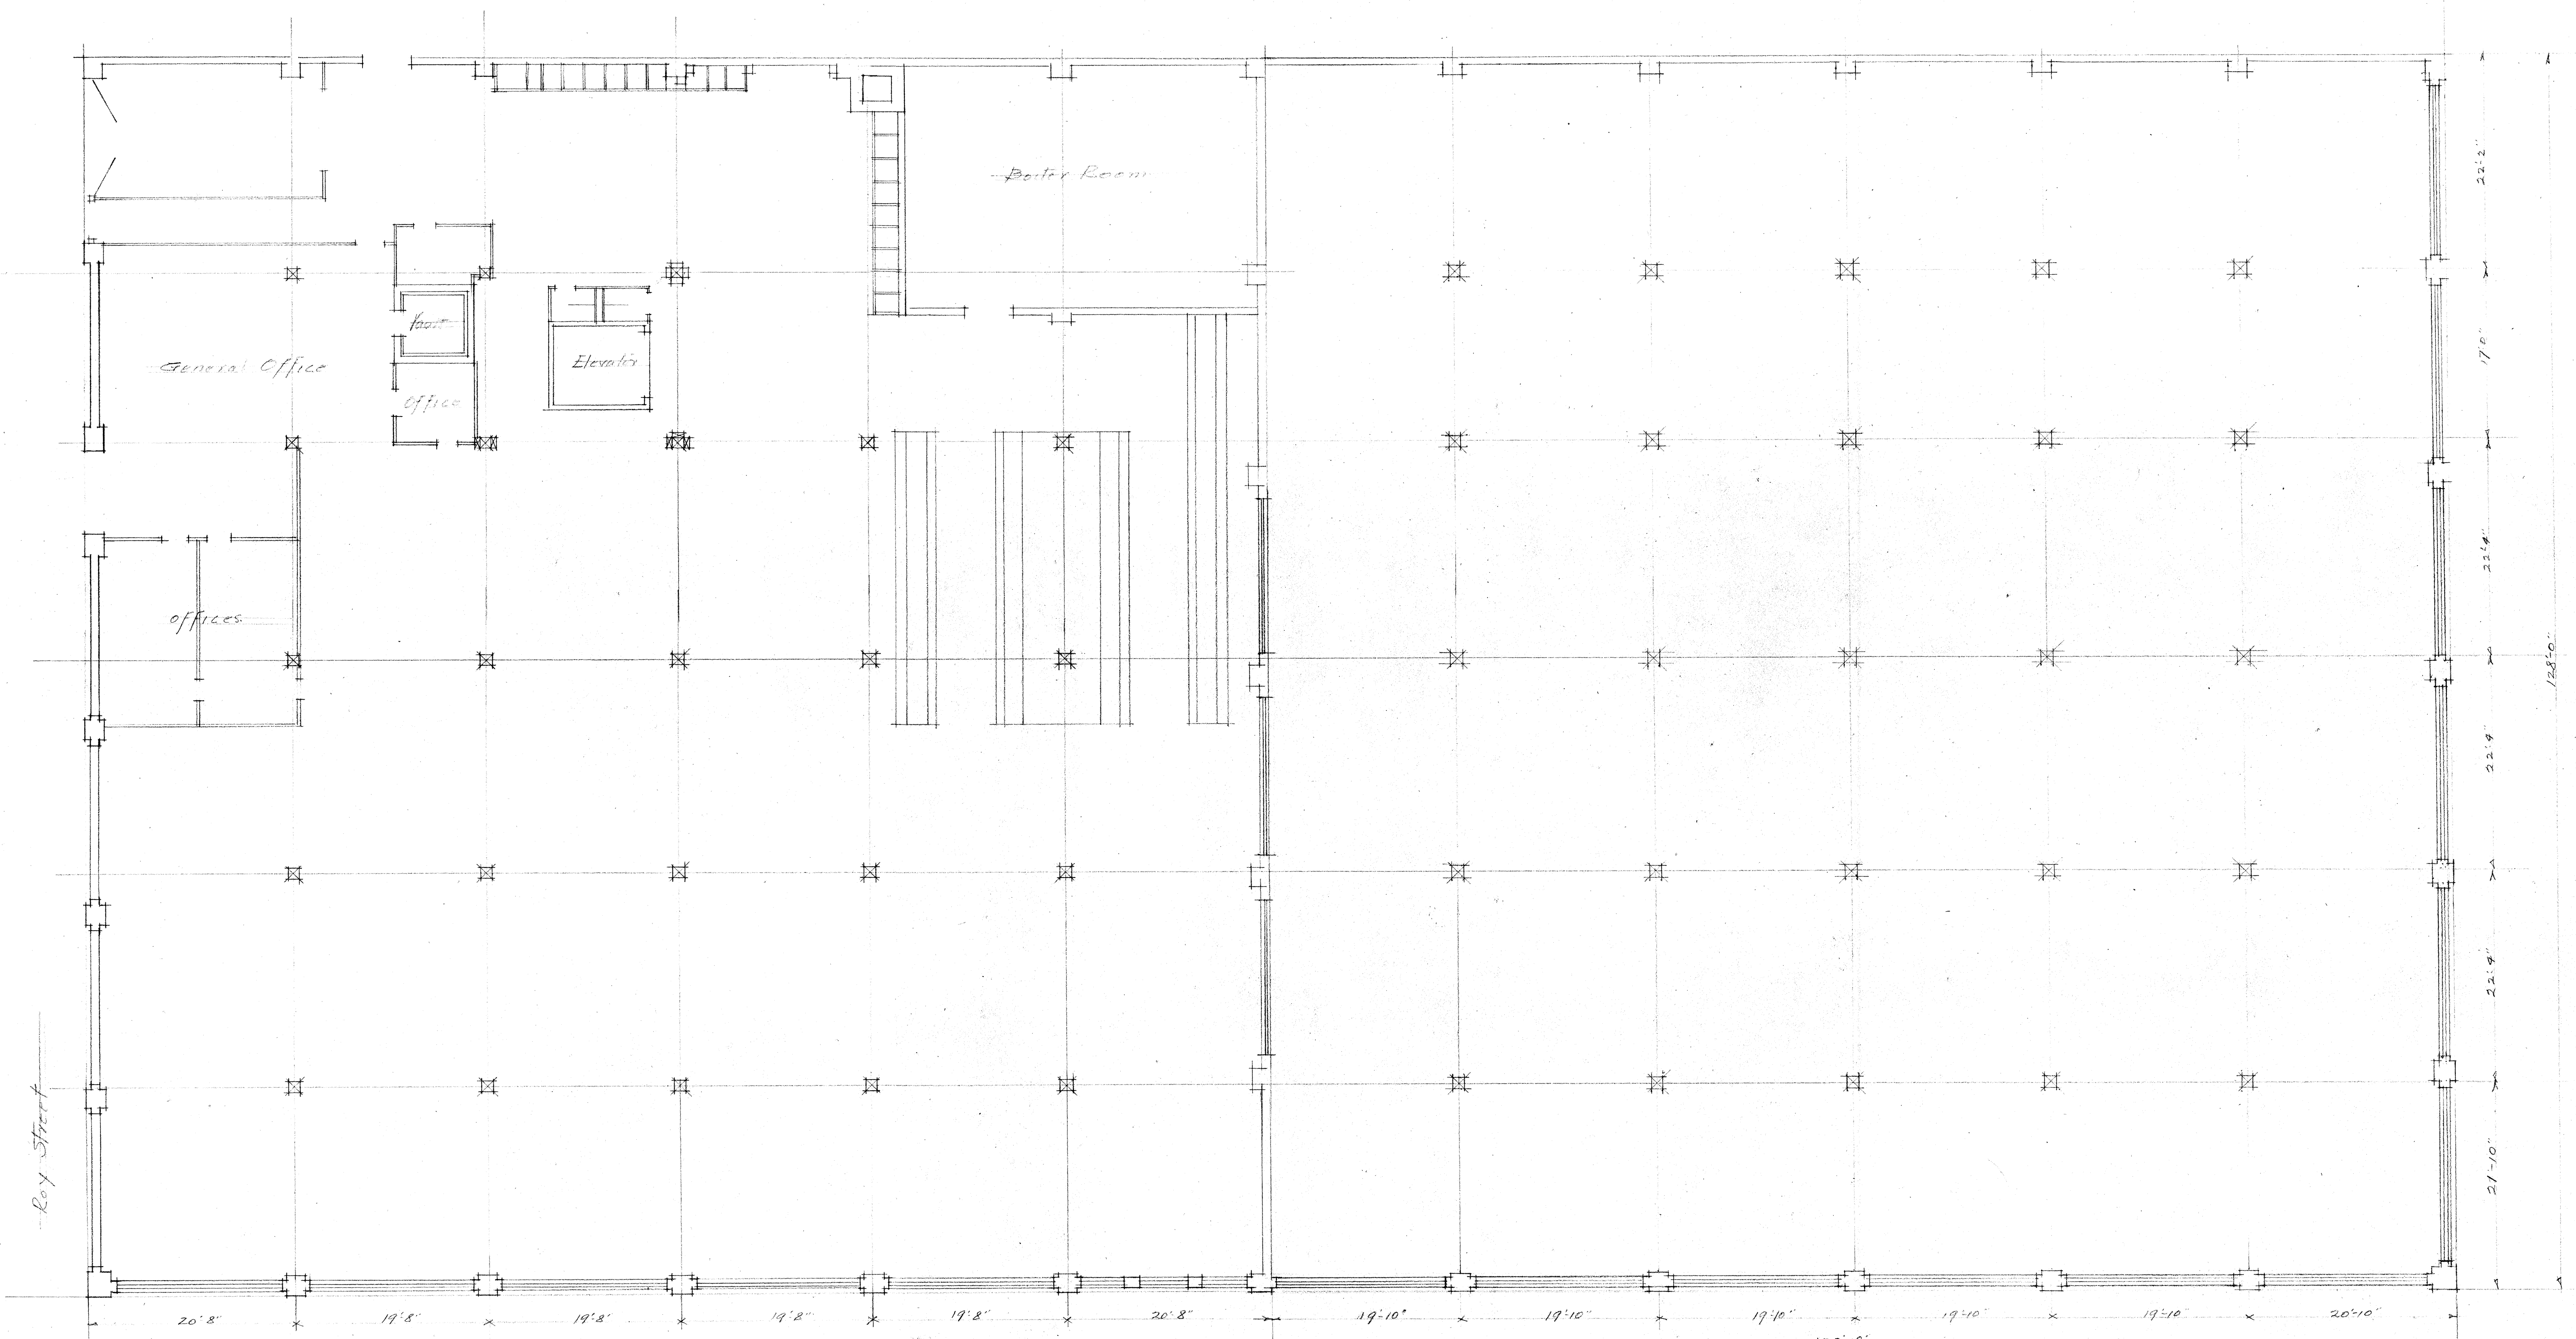 Boiler Room
22'-2"
Vault
General Office
Elevator
17'-0"
Office
22'-4"
Offices
128'-0"
22'-4"
22'-4"
Roy Street
21'-10"
20'-8"
19'-8"
19'-8"
19'-8"
19'-8"
20'-8"
19'-10"
19'-10"
19'-10"
19'-10"
19'-10"
20'-10"